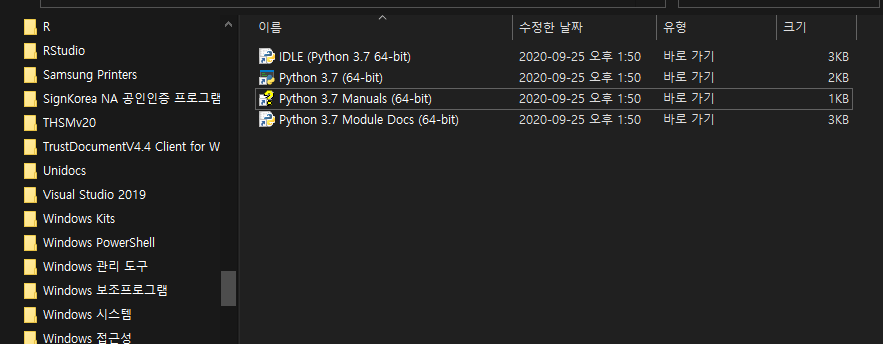 R
RStudio
Samsung Printers
SignKorea NA 공인인증 프로그램
THSMv20
TrustDocumentV4.4 Client for W
Unidocs
Visual Studio 2019
Windows Kits
Windows PowerShell
Windows 관리 도구
Windows 보조프로그램
Windows 시스템
Windows 접근성
이름 수정한 날짜 유형 크기
IDLE (Python 3.7 64-bit) 2020-09-25 오후 1:50 바로 가기 3KB
Python 3.7 (64-bit) 2020-09-25 오후 1:50 바로 가기 2KB
Python 3.7 Manuals (64-bit) 2020-09-25 오후 1:50 바로 가기 1KB
Python 3.7 Module Docs (64-bit) 2020-09-25 오후 1:50 바로 가기 3KB